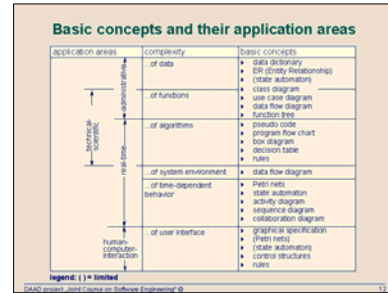 Basic concepts and their application areas
application areas complexity basic concepts
...of data
data dictionary
ER (Entity Relationship)
(state automaton)
administrative
...of functions
class diagram
use case diagram
data flow diagram
function tree
technical-
scientific
real-time
...of algorithms
pseudo code
program flow chart
box diagram
decision table
rules
...of system environment
data flow diagram
...of time-dependent
behavior
Petri nets
state automaton
activity diagram
sequence diagram
collaboration diagram
human-
computer-
interaction
...of user interface
graphical specification
(Petri nets)
(state automaton)
control structures
rules
legend: ( ) = limited
DAAD project „Joint Course on Software Engineering" ©
12